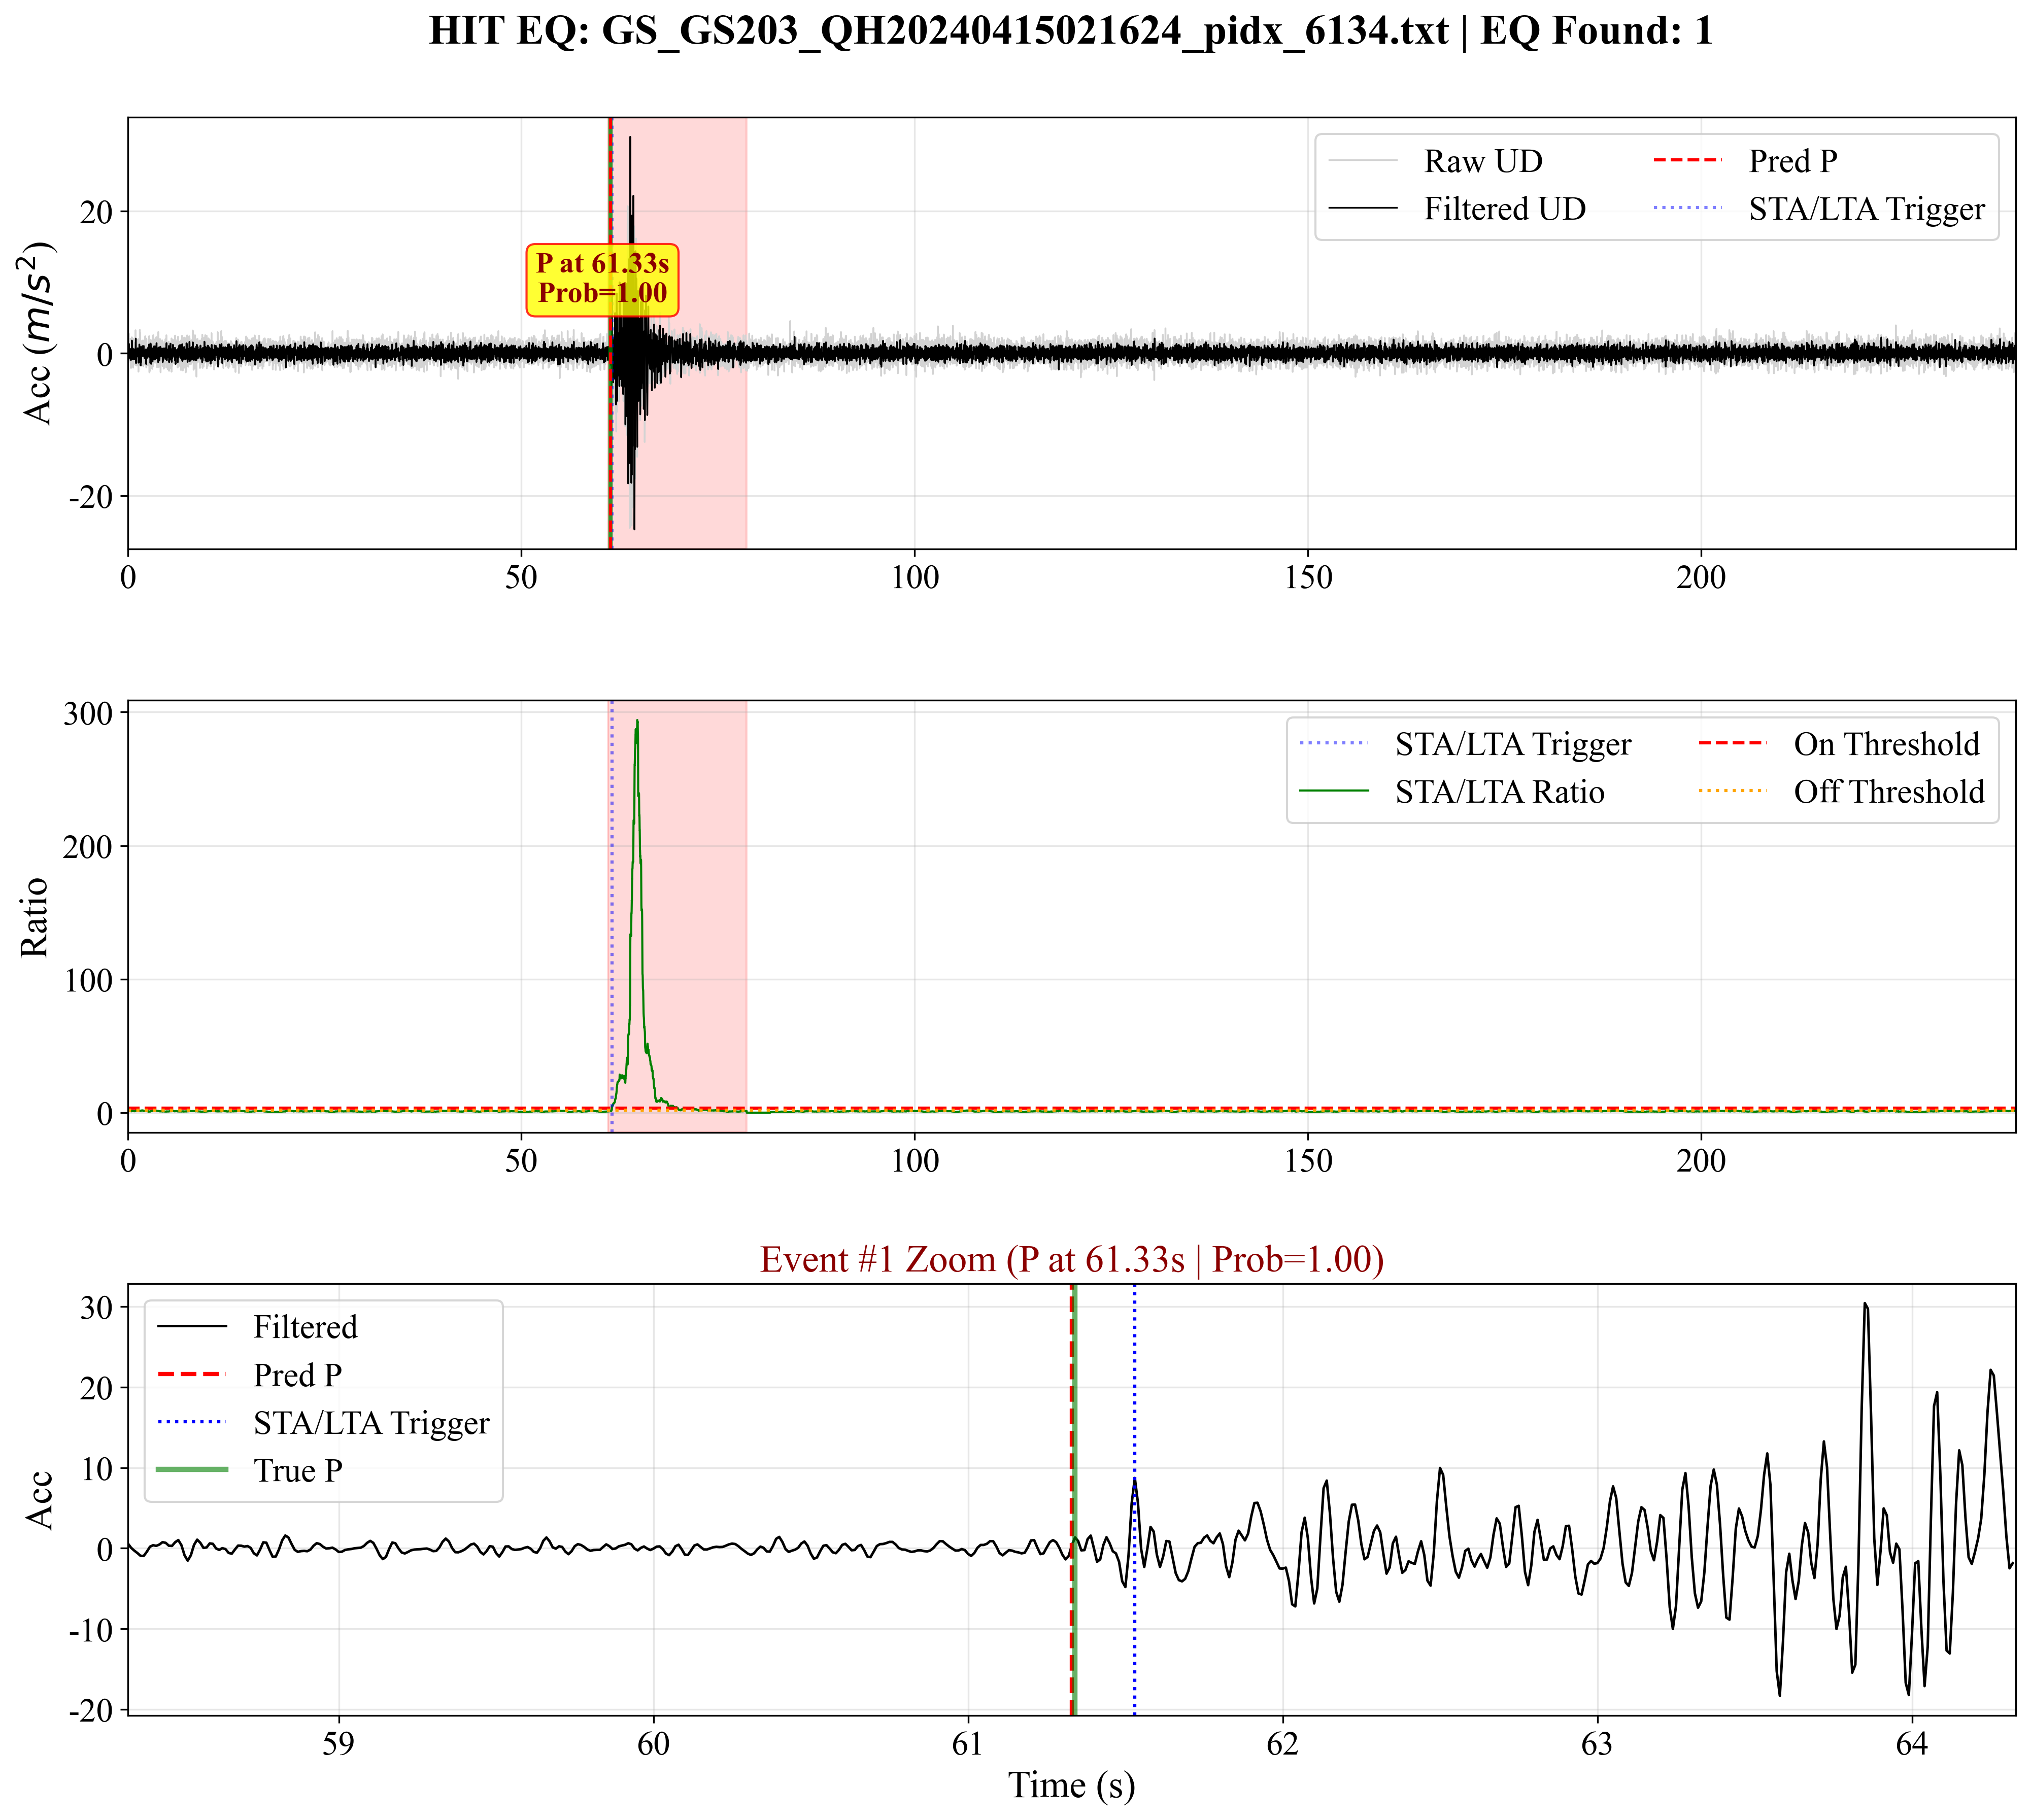 HIT EQ: GS_GS203_QH20240415021624_pidx_6134.txt | EQ Found: 1
Acc (m/s²)
20
0
-20
Raw UD
Filtered UD
Pred P
STA/LTA Trigger
P at 61.33s
Prob=1.00
0 50 100 150 200
Ratio
300
200
100
0
STA/LTA Trigger
STA/LTA Ratio
On Threshold
Off Threshold
0 50 100 150 200
Event #1 Zoom (P at 61.33s | Prob=1.00)
Acc
30
20
10
0
-10
-20
Filtered
Pred P
STA/LTA Trigger
True P
59 60 61 62 63 64
Time (s)